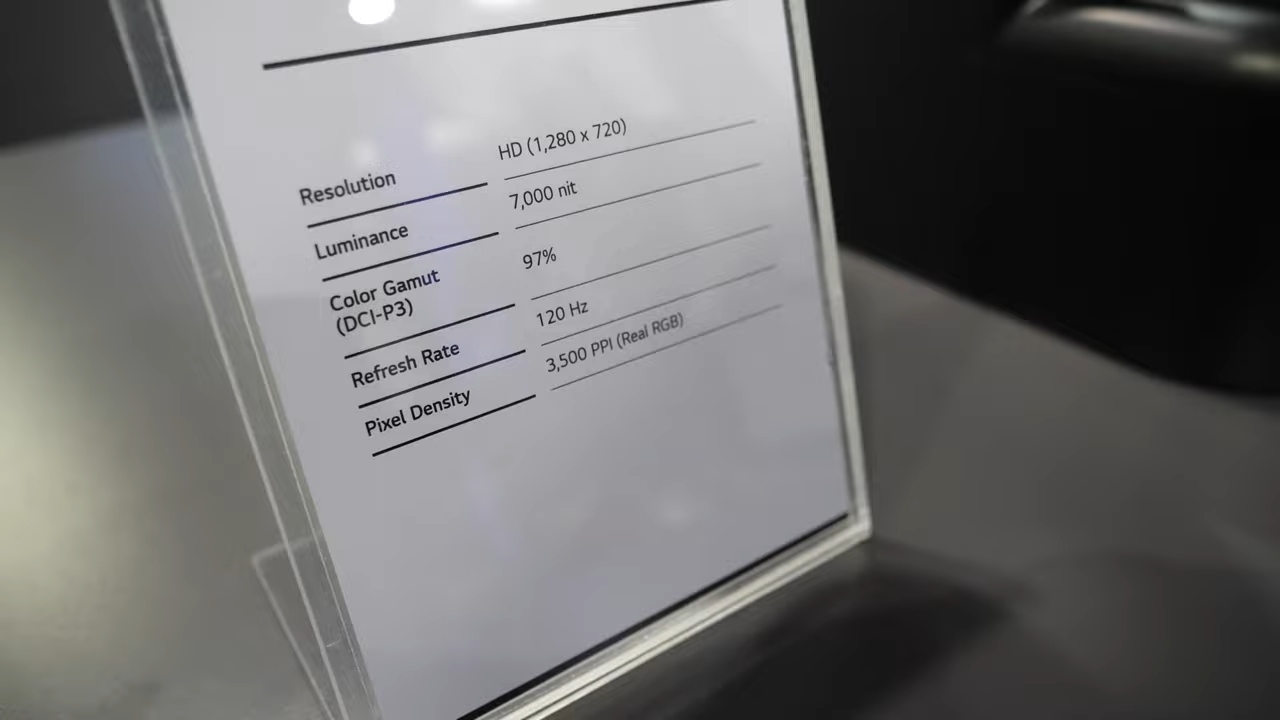 Resolution HD (1,280 x 720)
Luminance 7,000 nit
Color Gamut
(DCI-P3) 97%
Refresh Rate 120 Hz
Pixel Density 3,500 PPI (Real RGB)